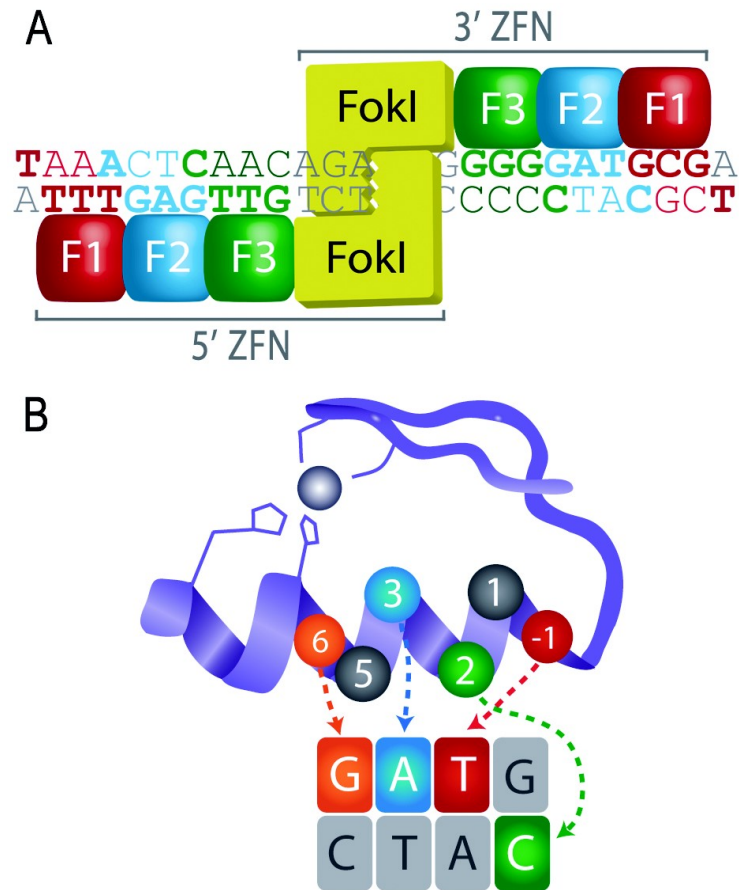 A
3' ZFN
FokI F3 F2 F1
TAAACTCAACAGA GGGGGATGCGA
ATTTGAGTTGTCT CCCCCTACGCT
F1 F2 F3 FokI
5' ZFN
B
3 1
6 5 2 -1
G A T G
C T A C